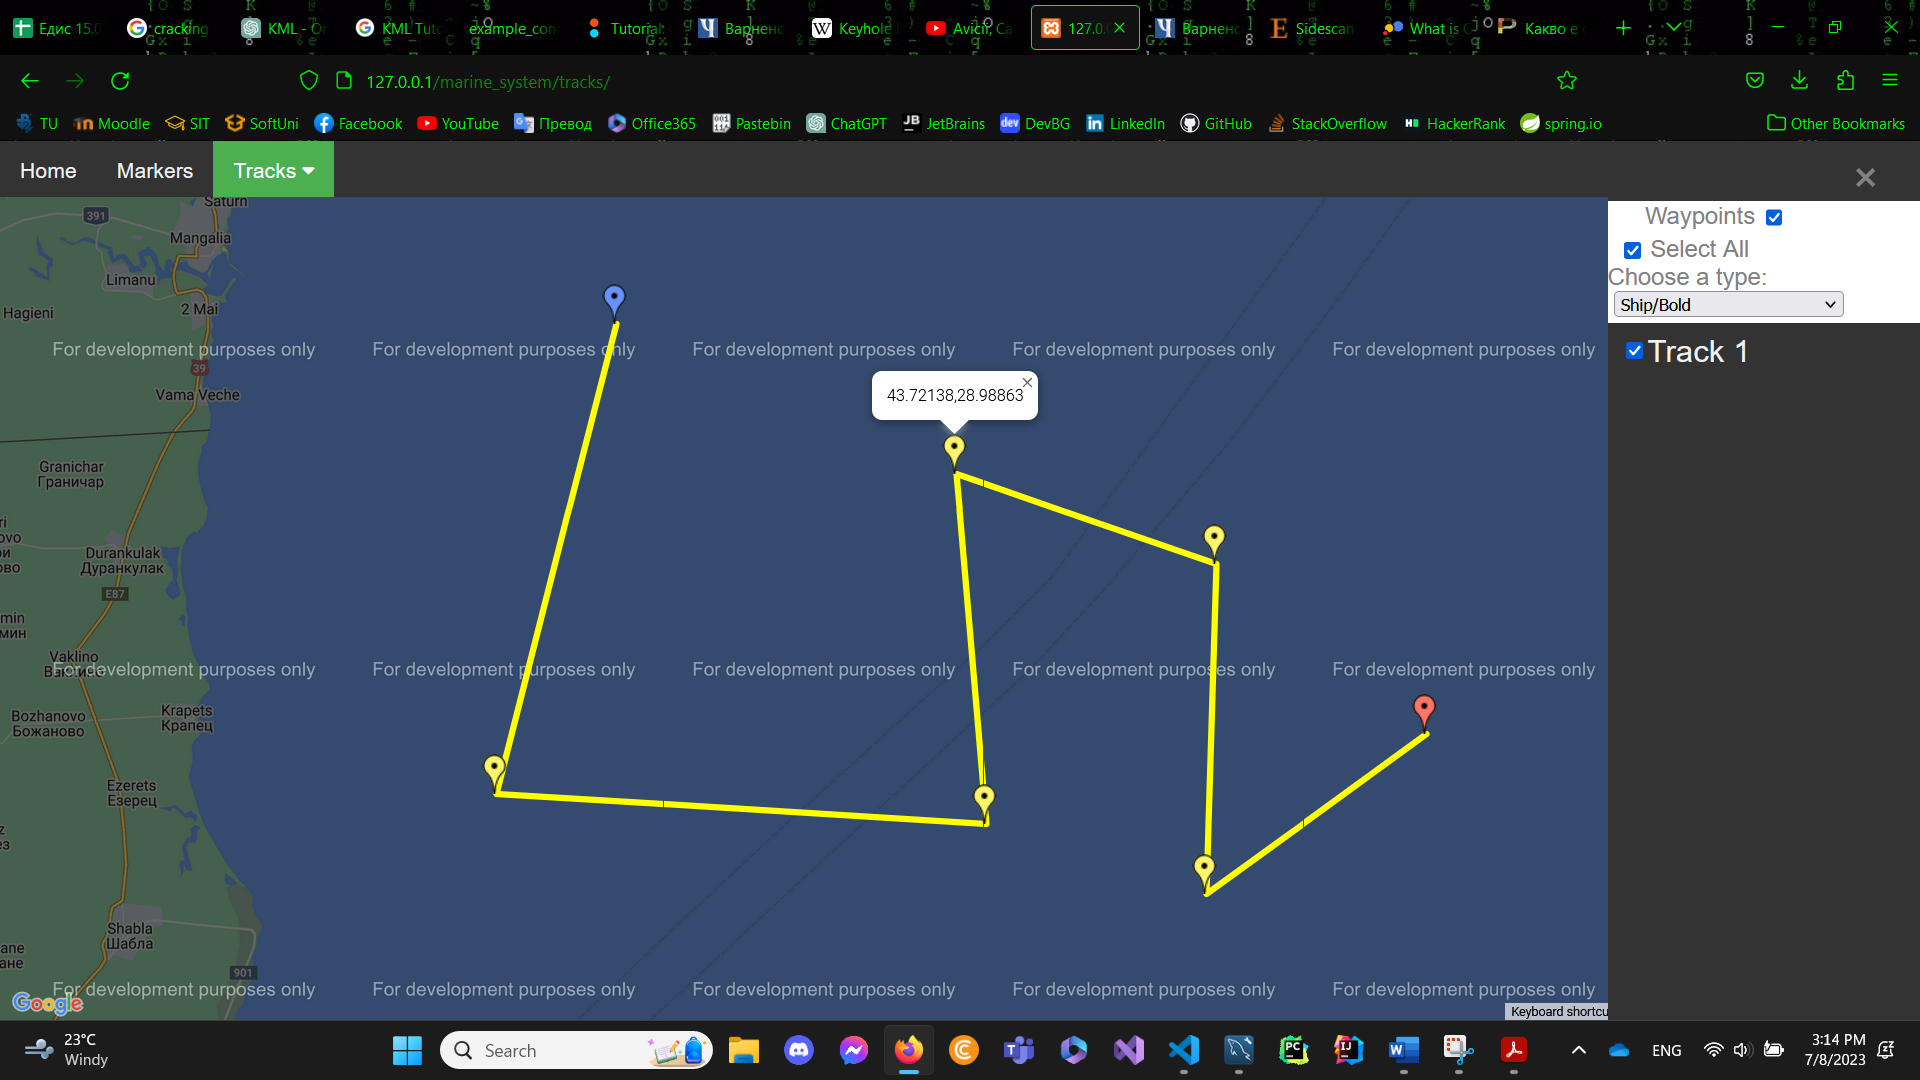 Едис 15.0
cracking
KML - Or
KML Tuto
example_con
Tutorial:
Варненс
Keyhole
Avicii, Ca
127.0.
Варненс
Sidescan
What is
Какво е
127.0.0.1/marine_system/tracks/
TU
Moodle
SIT
SoftUni
Facebook
YouTube
Превод
Office365
Pastebin
ChatGPT
JetBrains
DevBG
LinkedIn
GitHub
StackOverflow
HackerRank
spring.io
Other Bookmarks
Home
Markers
Tracks
Waypoints
Select All
Choose a type:
Ship/Bold
Track 1
Saturn
391
Mangalia
Limanu
2 Mai
Hagieni
For development purposes only
For development purposes only
For development purposes only
For development purposes only
For development purposes only
39
Vama Veche
43.72138,28.98863
Granichar
Граничар
Durankulak
Дуранкулак
E87
Vaklino
Ваклино
For development purposes only
For development purposes only
For development purposes only
For development purposes only
For development purposes only
Krapets
Крапец
Bozhanovo
Божаново
Ezerets
Езерец
Shabla
Шабла
901
For development purposes only
For development purposes only
For development purposes only
For development purposes only
For development purposes only
Google
Keyboard shortcu
23°C
Windy
Search
ENG
3:14 PM
7/8/2023